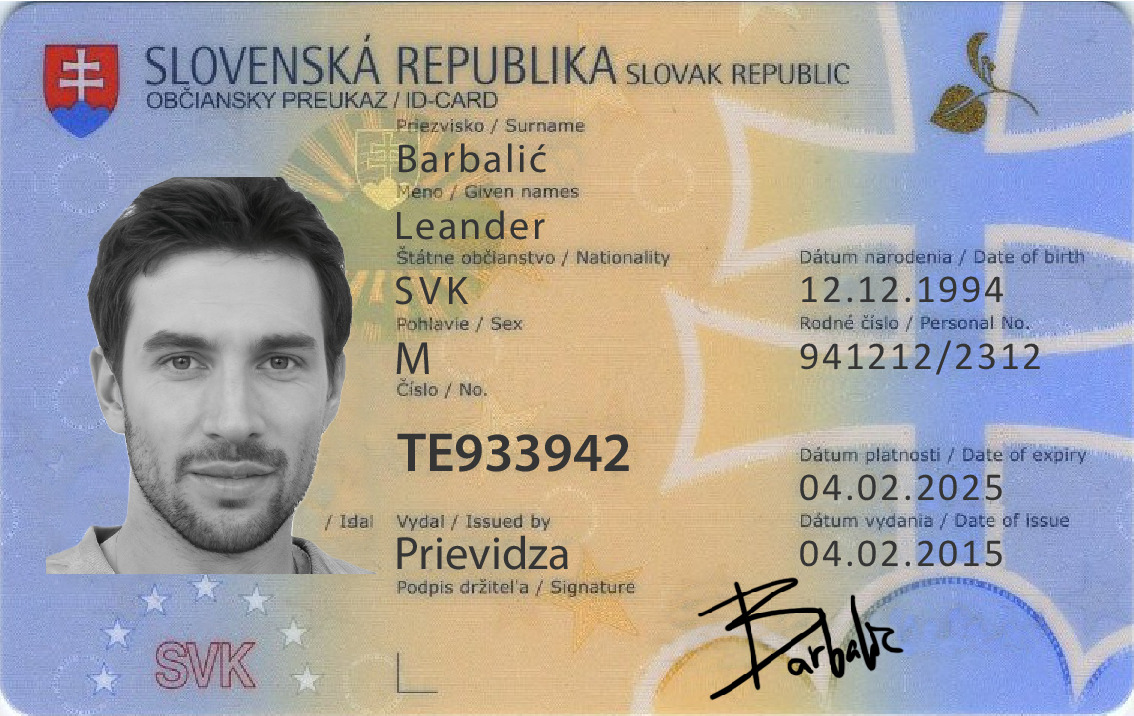 SLOVENSKÁ REPUBLIKA SLOVAK REPUBLIC
OBČIANSKY PREUKAZ / ID-CARD
Priezvisko / Surname
Barbalić
Meno / Given names
Leander
Štátne občianstvo / Nationality
SVK
Pohlavie / Sex
M
Číslo / No.
TE933942
Dátum narodenia / Date of birth
12.12.1994
Rodné číslo / Personal No.
941212/2312
Dátum platnosti / Date of expiry
04.02.2025
Dátum vydania / Date of issue
04.02.2015
/ Idal Vydal / Issued by
Prievidza
Podpis držiteľa / Signature
Barbalić
SVK